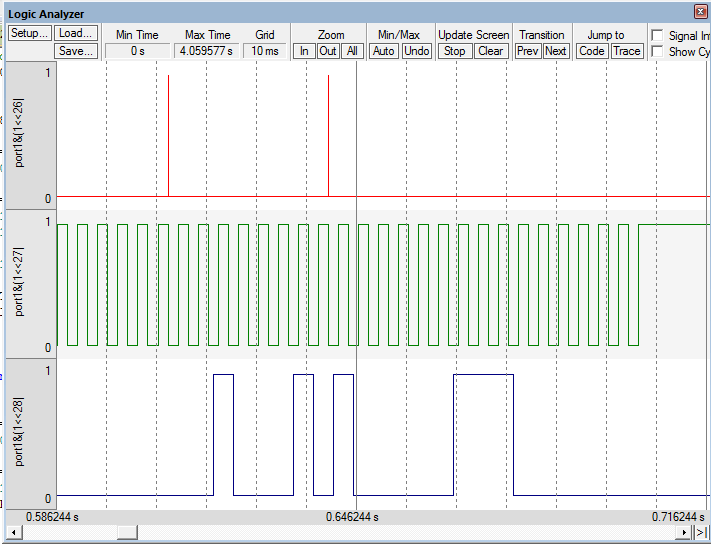 Logic Analyzer
Setup... Load... Min Time Max Time Grid Zoom Min/Max Update Screen Transition Jump to Signal In
Save... 0 s 4.059577 s 10 ms In Out All Auto Undo Stop Clear Prev Next Code Trace Show Cy
1
port1&(1<<26)
0
1
port1&(1<<27)
0
1
port1&(1<<28)
0
0.586244 s 0.646244 s 0.716244 s
>|